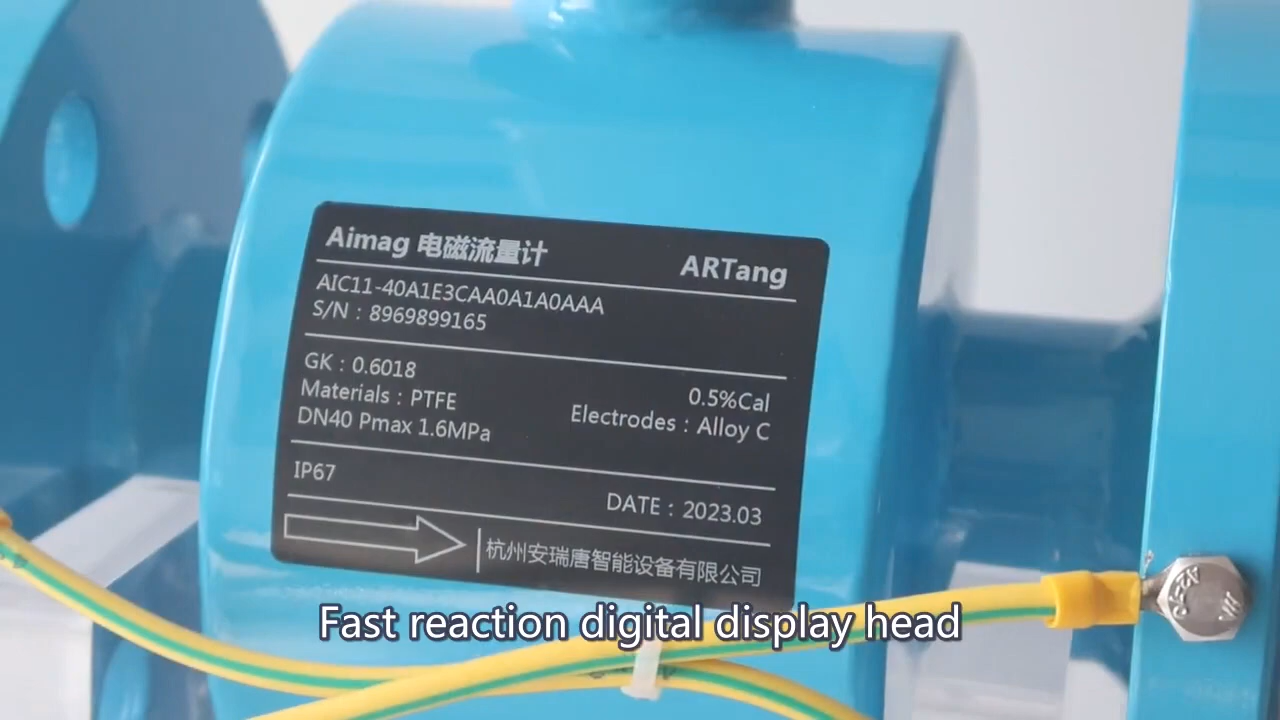 Aimag 电磁流量计 ARTang
AIC11-40A1E3CAA0A1A0AAA
S/N：8969899165
GK：0.6018
0.5%Cal
Materials：PTFE
Electrodes：Alloy C
DN40 Pmax 1.6MPa
IP67
DATE：2023.03
杭州安瑞唐智能设备有限公司
Fast reaction digital display head